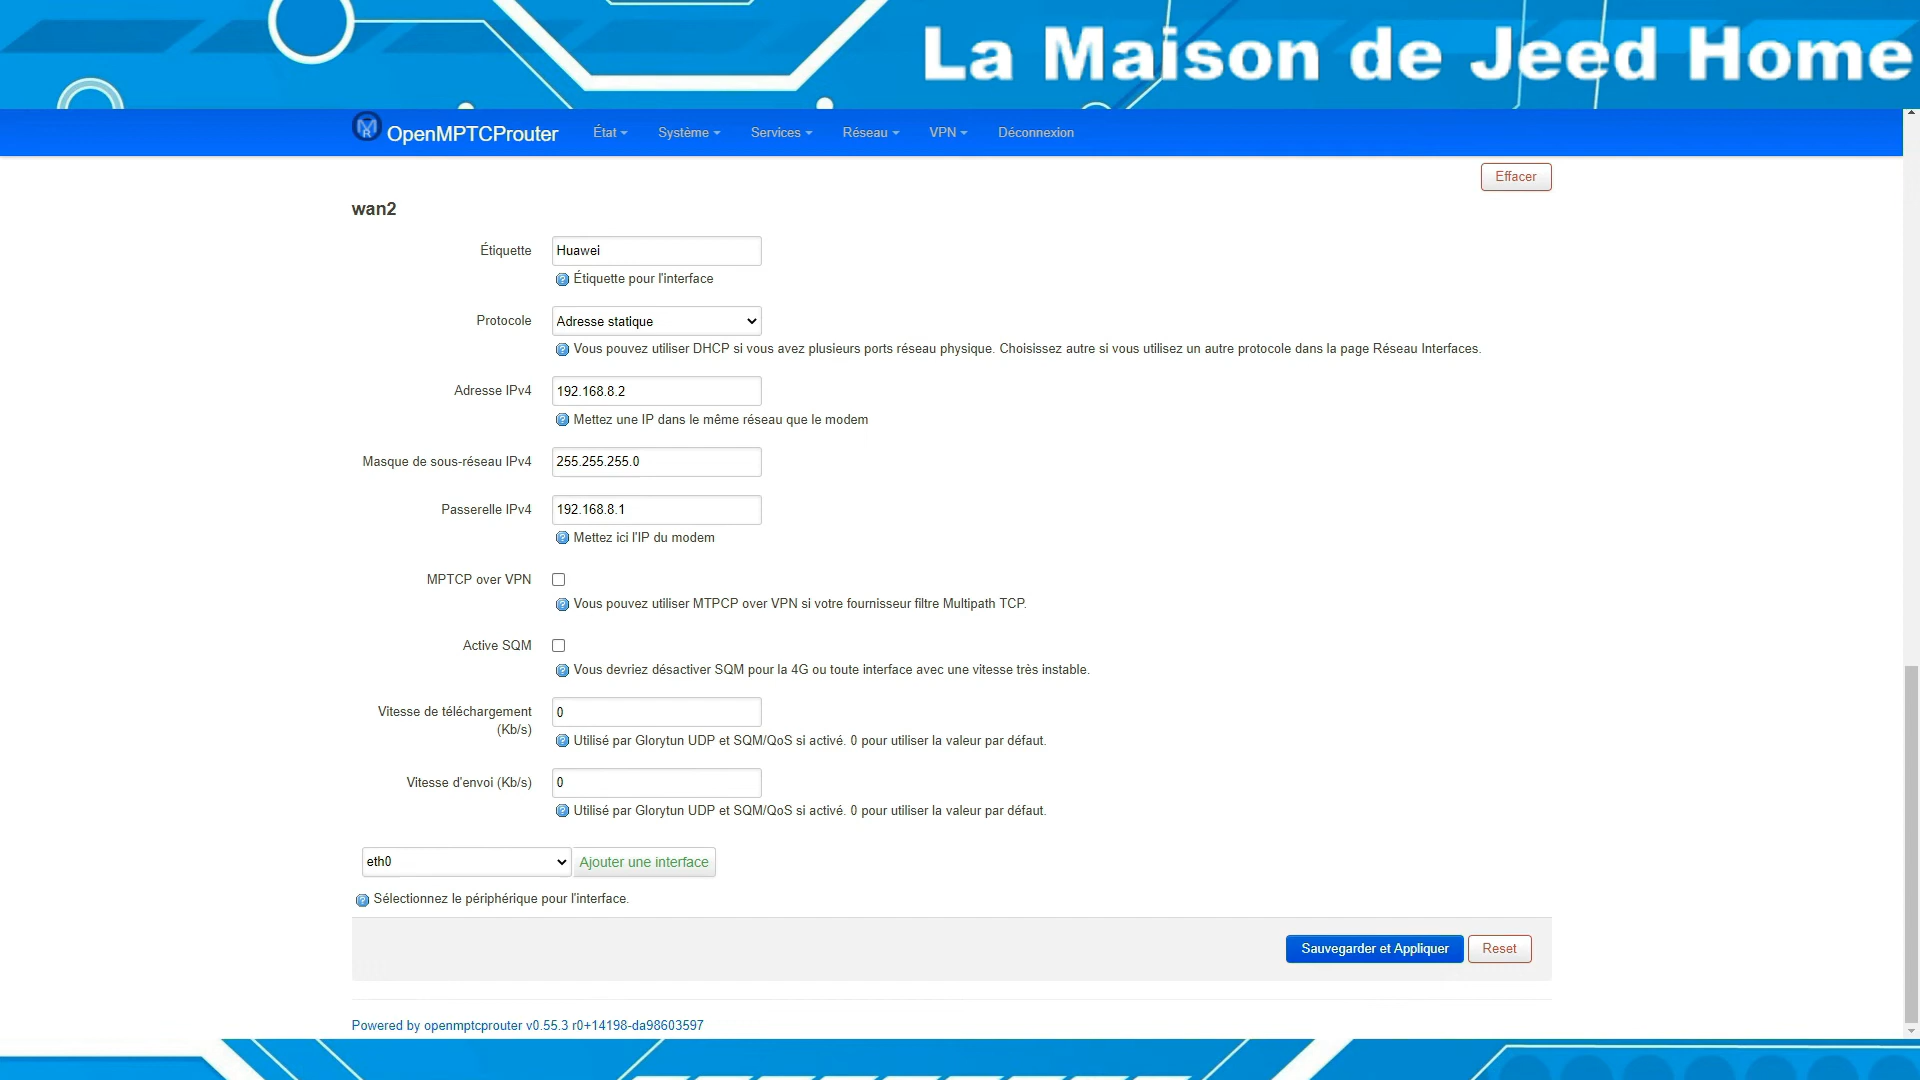 La Maison de Jeed Home
OpenMPTCProuter État Système Services Réseau VPN Déconnexion
Effacer
wan2
Étiquette Huawei
Étiquette pour l'interface
Protocole Adresse statique
Vous pouvez utiliser DHCP si vous avez plusieurs ports réseau physique. Choisissez autre si vous utilisez un autre protocole dans la page Réseau Interfaces.
Adresse IPv4 192.168.8.2
Mettez une IP dans le même réseau que le modem
Masque de sous-réseau IPv4 255.255.255.0
Passerelle IPv4 192.168.8.1
Mettez ici l'IP du modem
MPTCP over VPN
Vous pouvez utiliser MTPCP over VPN si votre fournisseur filtre Multipath TCP.
Active SQM
Vous devriez désactiver SQM pour la 4G ou toute interface avec une vitesse très instable.
Vitesse de téléchargement
(Kb/s) 0
Utilisé par Glorytun UDP et SQM/QoS si activé. 0 pour utiliser la valeur par défaut.
Vitesse d'envoi (Kb/s) 0
Utilisé par Glorytun UDP et SQM/QoS si activé. 0 pour utiliser la valeur par défaut.
eth0 Ajouter une interface
Sélectionnez le périphérique pour l'interface.
Sauvegarder et Appliquer Reset
Powered by openmptcprouter v0.55.3 r0+14198-da98603597